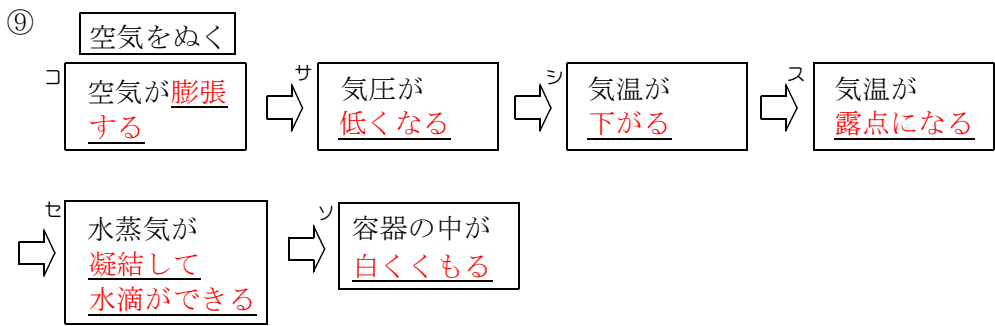 ⑨
空気をぬく
コ
空気が膨張
する
サ
気圧が
低くなる
シ
気温が
下がる
ス
気温が
露点になる
セ
水蒸気が
凝結して
水滴ができる
ソ
容器の中が
白くくもる